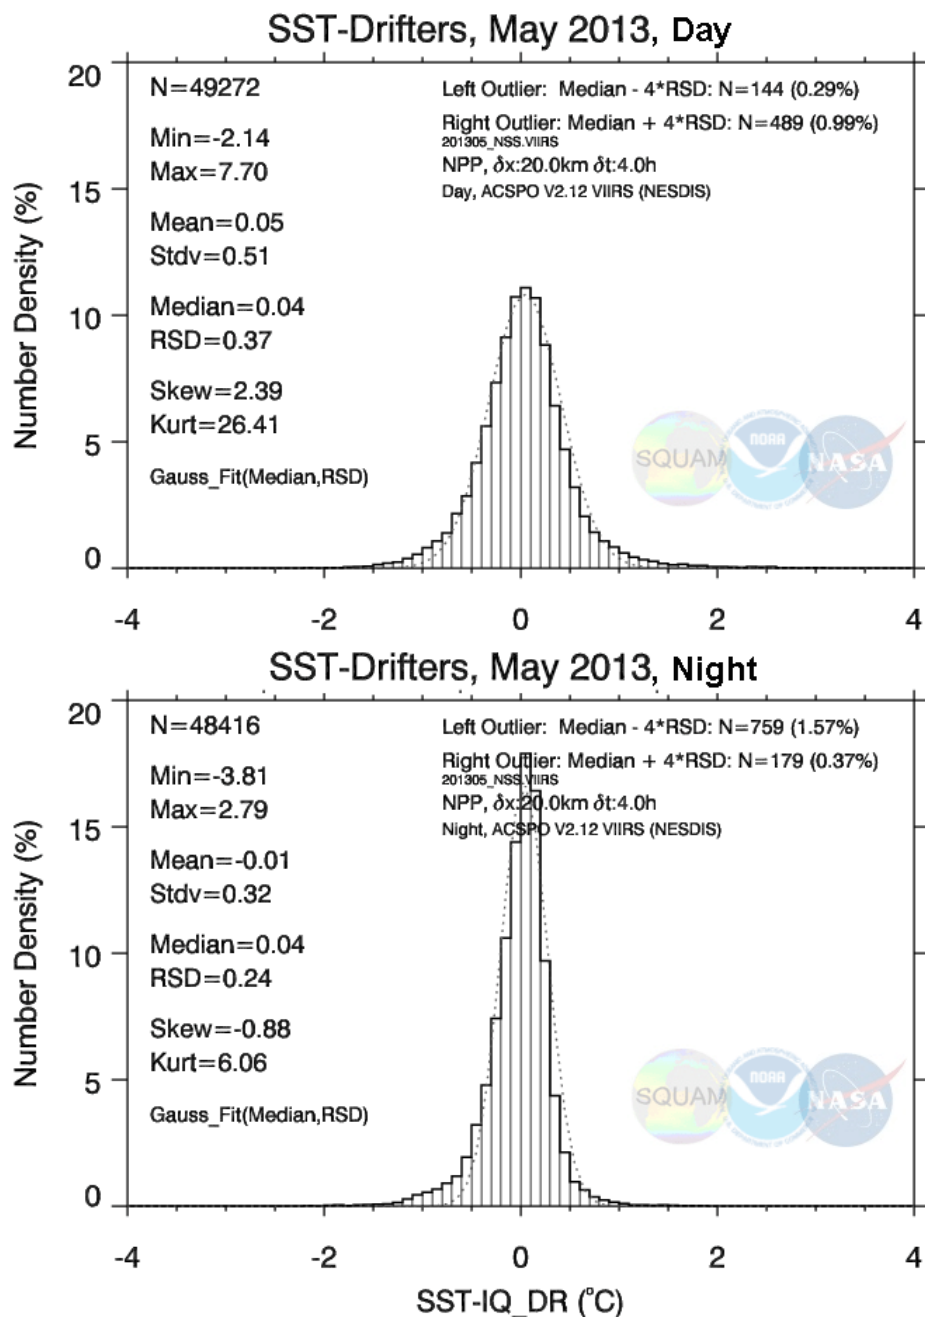 SST-Drifters, May 2013, Day
20
15
10
5
0
Number Density (%)
N=49272
Min=-2.14
Max=7.70
Mean=0.05
Stdv=0.51
Median=0.04
RSD=0.37
Skew=2.39
Kurt=26.41
Gauss_Fit(Median,RSD)
Left Outlier: Median - 4*RSD: N=144 (0.29%)
Right Outlier: Median + 4*RSD: N=489 (0.99%)
201305_NSS.VIIRS
NPP, δx:20.0km δt:4.0h
Day, ACSPO V2.12 VIIRS (NESDIS)
SQUAM
NOAA
NASA
-4 -2 0 2 4
SST-Drifters, May 2013, Night
20
15
10
5
0
Number Density (%)
N=48416
Min=-3.81
Max=2.79
Mean=-0.01
Stdv=0.32
Median=0.04
RSD=0.24
Skew=-0.88
Kurt=6.06
Gauss_Fit(Median,RSD)
Left Outlier: Median - 4*RSD: N=759 (1.57%)
Right Outlier: Median + 4*RSD: N=179 (0.37%)
201305_NSS.VIIRS
NPP, δx:20.0km δt:4.0h
Night, ACSPO V2.12 VIIRS (NESDIS)
SQUAM
NOAA
NASA
-4 -2 0 2 4
SST-IQ_DR (°C)